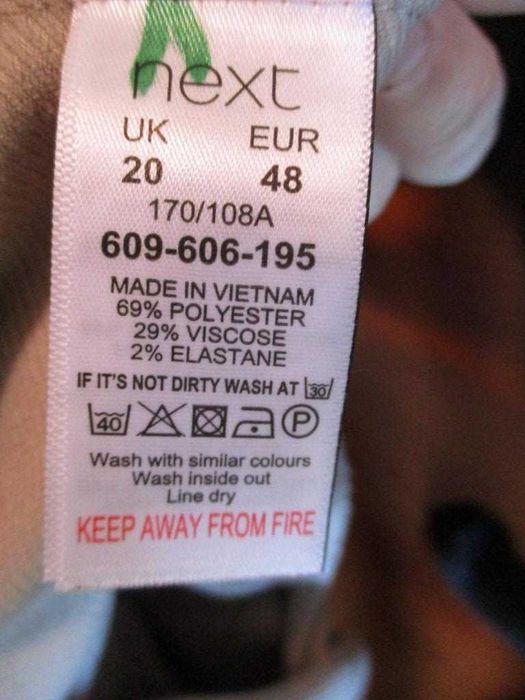 next
UK EUR
20 48
170/108A
609-606-195
MADE IN VIETNAM
69% POLYESTER
29% VISCOSE
2% ELASTANE
IF IT'S NOT DIRTY WASH AT 30
40 P
Wash with similar colours
Wash inside out
Line dry
KEEP AWAY FROM FIRE